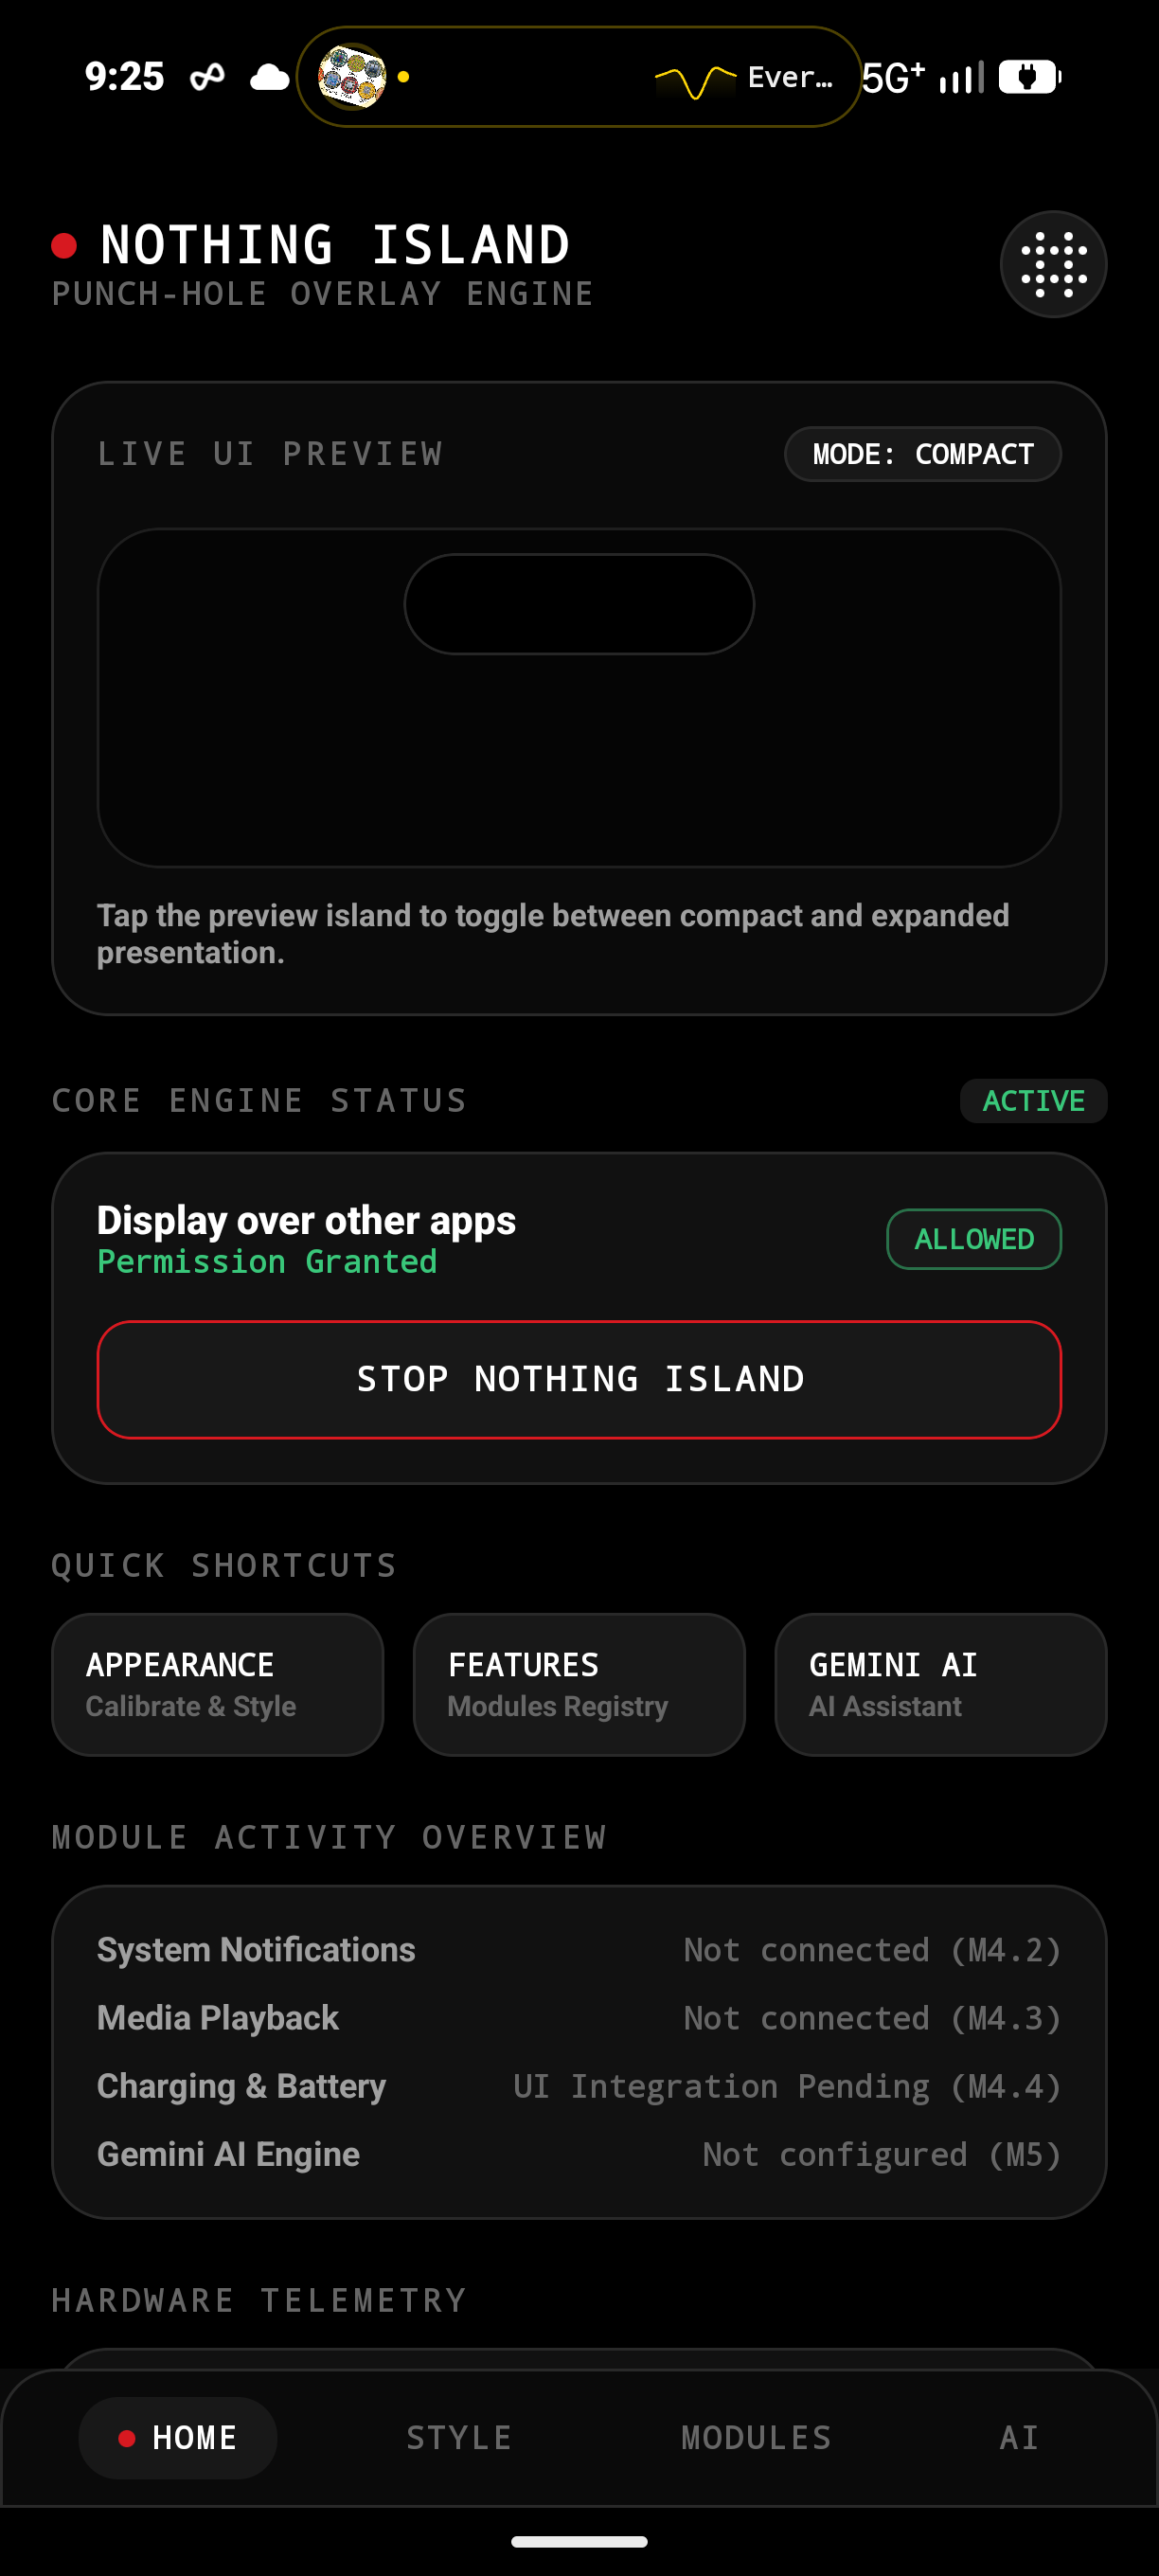 9:25
Ever...
5G+
NOTHING ISLAND
PUNCH-HOLE OVERLAY ENGINE
LIVE UI PREVIEW
MODE: COMPACT
Tap the preview island to toggle between compact and expanded
presentation.
CORE ENGINE STATUS
ACTIVE
Display over other apps
Permission Granted
ALLOWED
STOP NOTHING ISLAND
QUICK SHORTCUTS
APPEARANCE
Calibrate & Style
FEATURES
Modules Registry
GEMINI AI
AI Assistant
MODULE ACTIVITY OVERVIEW
System Notifications Not connected (M4.2)
Media Playback Not connected (M4.3)
Charging & Battery UI Integration Pending (M4.4)
Gemini AI Engine Not configured (M5)
HARDWARE TELEMETRY
HOME STYLE MODULES AI